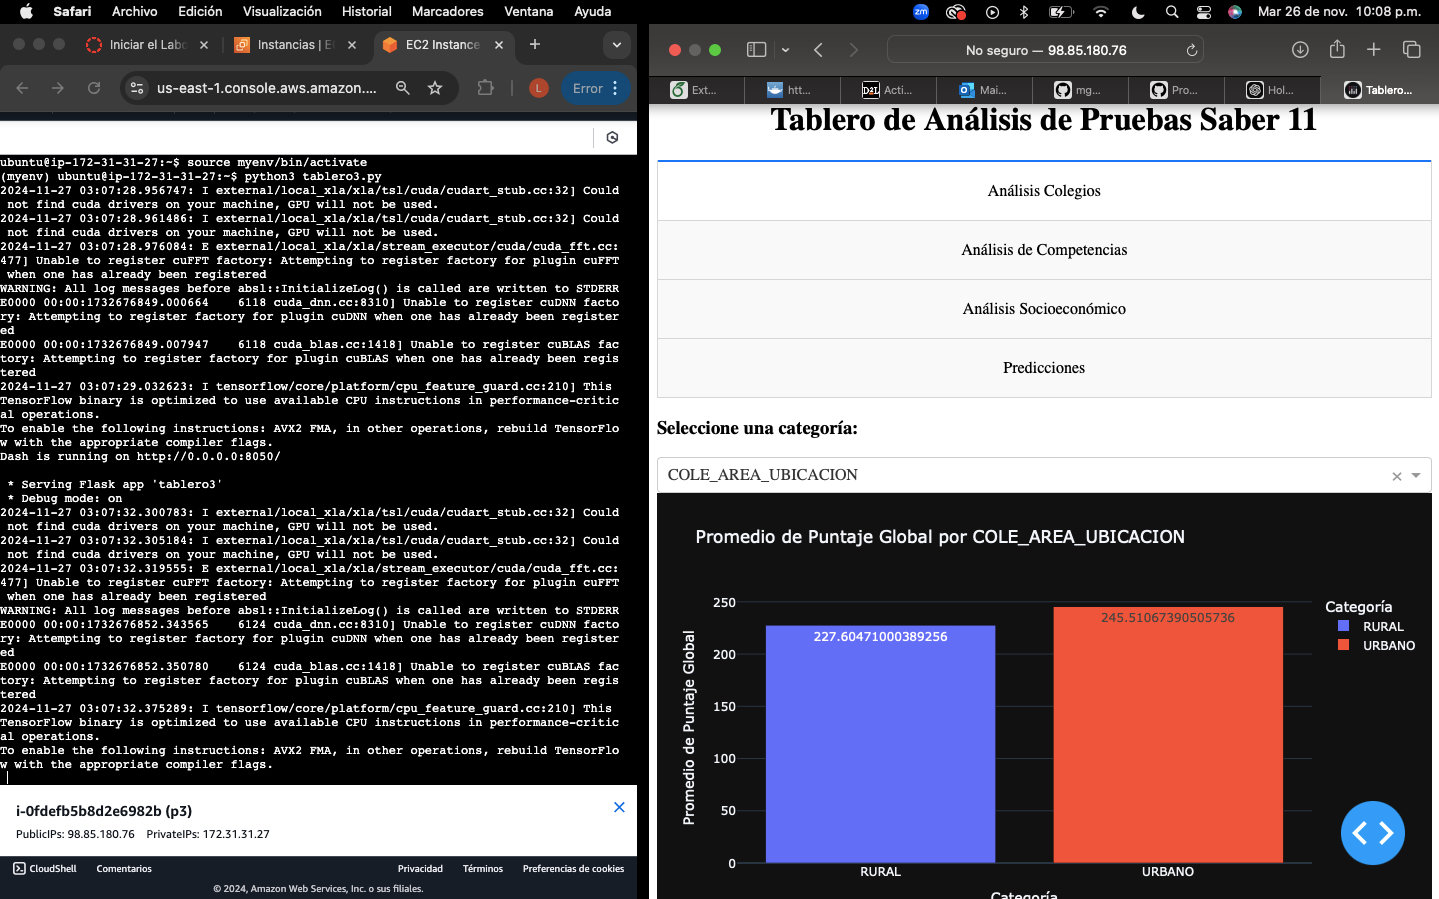 Safari Archivo Edición Visualización Historial Marcadores Ventana Ayuda zm Mar 26 de nov. 10:08 p.m.
Iniciar el Labo Instancias | E EC2 Instance
us-east-1.console.aws.amazon.... L Error
ubuntu@ip-172-31-31-27:~$ source myenv/bin/activate
(myenv) ubuntu@ip-172-31-31-27:~$ python3 tablero3.py
2024-11-27 03:07:28.956747: I external/local_xla/xla/tsl/cuda/cudart_stub.cc:32] Could
not find cuda drivers on your machine, GPU will not be used.
2024-11-27 03:07:28.961486: I external/local_xla/xla/tsl/cuda/cudart_stub.cc:32] Could
not find cuda drivers on your machine, GPU will not be used.
2024-11-27 03:07:28.976084: E external/local_xla/xla/stream_executor/cuda/cuda_fft.cc:
477] Unable to register cuFFT factory: Attempting to register factory for plugin cuFFT
when one has already been registered
WARNING: All log messages before absl::InitializeLog() is called are written to STDERR
E0000 00:00:1732676849.000664 6118 cuda_dnn.cc:8310] Unable to register cuDNN facto
ry: Attempting to register factory for plugin cuDNN when one has already been register
ed
E0000 00:00:1732676849.007947 6118 cuda_blas.cc:1418] Unable to register cuBLAS fac
tory: Attempting to register factory for plugin cuBLAS when one has already been regis
tered
2024-11-27 03:07:29.032623: I tensorflow/core/platform/cpu_feature_guard.cc:210] This
TensorFlow binary is optimized to use available CPU instructions in performance-critic
al operations.
To enable the following instructions: AVX2 FMA, in other operations, rebuild TensorFlo
w with the appropriate compiler flags.
Dash is running on http://0.0.0.0:8050/
* Serving Flask app 'tablero3'
* Debug mode: on
2024-11-27 03:07:32.300783: I external/local_xla/xla/tsl/cuda/cudart_stub.cc:32] Could
not find cuda drivers on your machine, GPU will not be used.
2024-11-27 03:07:32.305184: I external/local_xla/xla/tsl/cuda/cudart_stub.cc:32] Could
not find cuda drivers on your machine, GPU will not be used.
2024-11-27 03:07:32.319555: E external/local_xla/xla/stream_executor/cuda/cuda_fft.cc:
477] Unable to register cuFFT factory: Attempting to register factory for plugin cuFFT
when one has already been registered
WARNING: All log messages before absl::InitializeLog() is called are written to STDERR
E0000 00:00:1732676852.343565 6124 cuda_dnn.cc:8310] Unable to register cuDNN facto
ry: Attempting to register factory for plugin cuDNN when one has already been register
ed
E0000 00:00:1732676852.350780 6124 cuda_blas.cc:1418] Unable to register cuBLAS fac
tory: Attempting to register factory for plugin cuBLAS when one has already been regis
tered
2024-11-27 03:07:32.375289: I tensorflow/core/platform/cpu_feature_guard.cc:210] This
TensorFlow binary is optimized to use available CPU instructions in performance-critic
al operations.
To enable the following instructions: AVX2 FMA, in other operations, rebuild TensorFlo
w with the appropriate compiler flags.
i-0fdefb5b8d2e6982b (p3)
PublicIPs: 98.85.180.76 PrivateIPs: 172.31.31.27
CloudShell Comentarios Privacidad Términos Preferencias de cookies
© 2024, Amazon Web Services, Inc. o sus filiales.
No seguro — 98.85.180.76
Ext... htt... D2L Acti... Mai... mg... Pro... Hol... Tablero...
Tablero de Análisis de Pruebas Saber 11
Análisis Colegios
Análisis de Competencias
Análisis Socioeconómico
Predicciones
Seleccione una categoría:
COLE_AREA_UBICACION
Promedio de Puntaje Global por COLE_AREA_UBICACION
Promedio de Puntaje Global
250
200
150
100
50
0
227.60471000389256
245.51067390505736
RURAL
URBANO
Categoría
Categoría
RURAL
URBANO